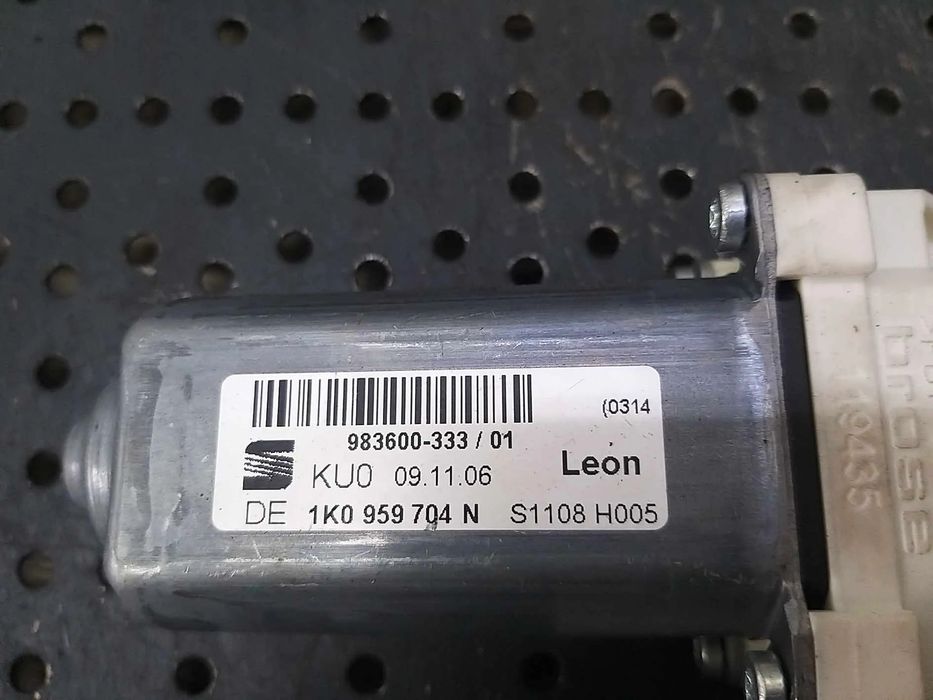 (0314
983600-333 / 01
KU0 09.11.06
Leon
DE 1K0 959 704 N S1108 H005
brose
19435